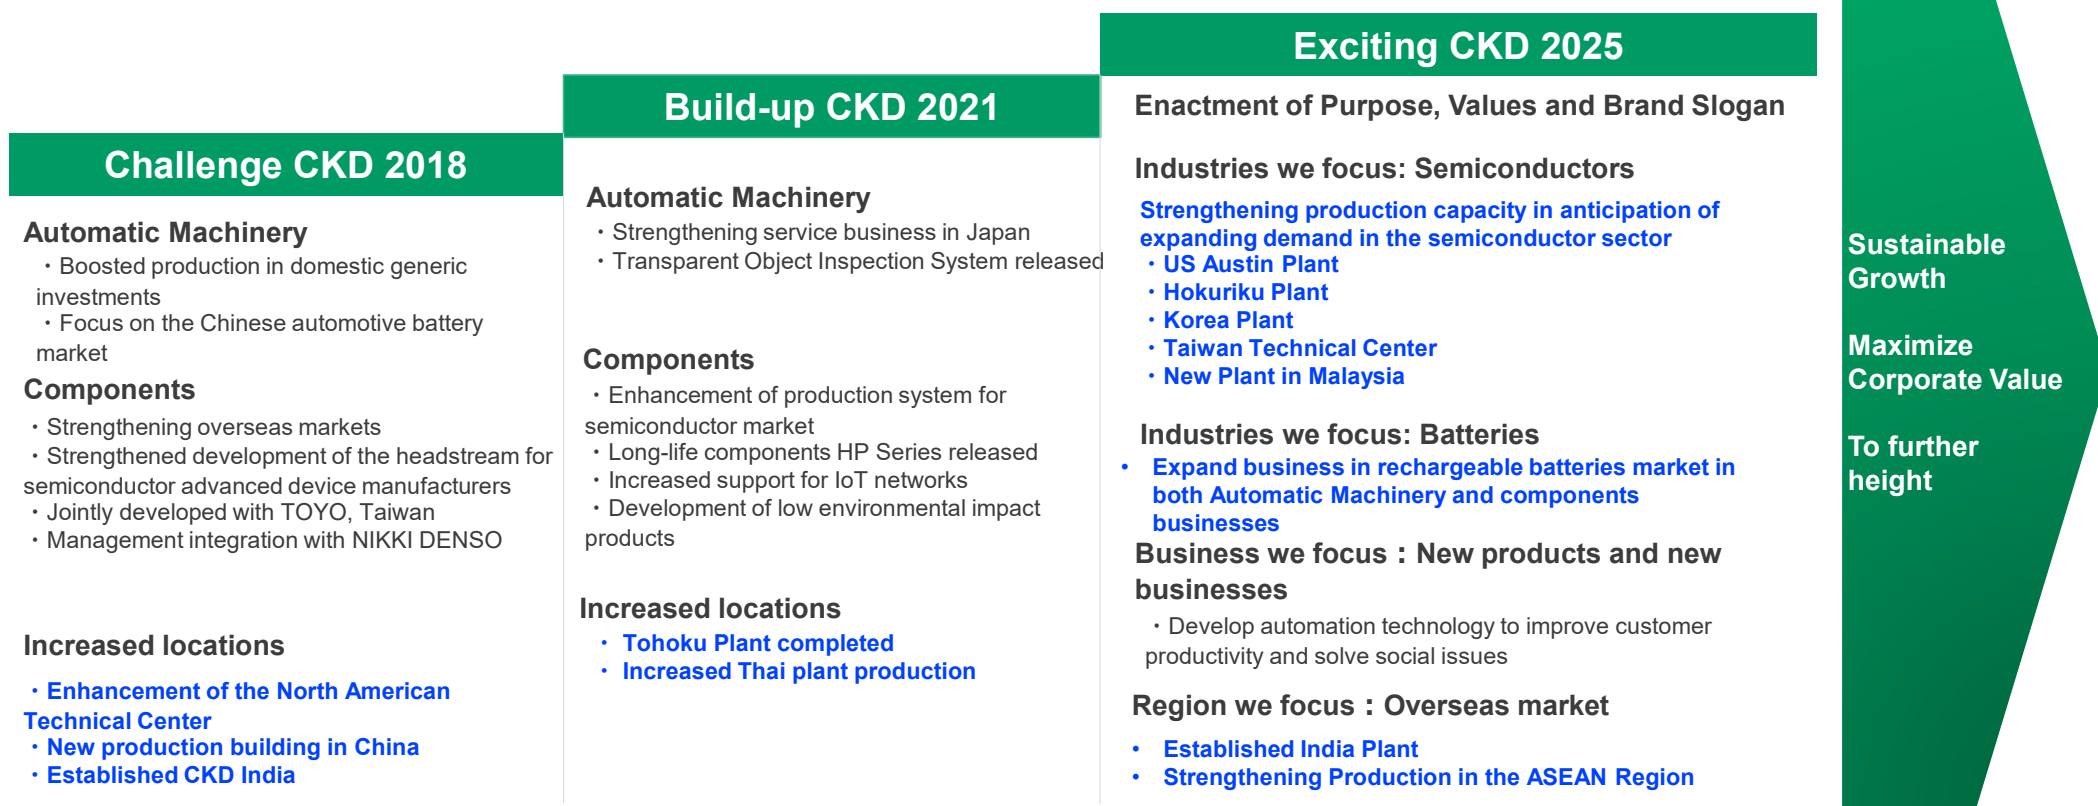 Challenge CKD 2018
Automatic Machinery
・Boosted production in domestic generic
investments
・Focus on the Chinese automotive battery
market
Components
・Strengthening overseas markets
・Strengthened development of the headstream for
semiconductor advanced device manufacturers
・Jointly developed with TOYO, Taiwan
・Management integration with NIKKI DENSO
Increased locations
・Enhancement of the North American
Technical Center
・New production building in China
・Established CKD India
Build-up CKD 2021
Automatic Machinery
・Strengthening service business in Japan
・Transparent Object Inspection System released
Components
・Enhancement of production system for
semiconductor market
・Long-life components HP Series released
・Increased support for IoT networks
・Development of low environmental impact
products
Increased locations
・ Tohoku Plant completed
・ Increased Thai plant production
Exciting CKD 2025
Enactment of Purpose, Values and Brand Slogan
Industries we focus: Semiconductors
Strengthening production capacity in anticipation of
expanding demand in the semiconductor sector
・US Austin Plant
・Hokuriku Plant
・Korea Plant
・Taiwan Technical Center
・New Plant in Malaysia
Industries we focus: Batteries
• Expand business in rechargeable batteries market in
both Automatic Machinery and components
businesses
Business we focus：New products and new
businesses
・Develop automation technology to improve customer
productivity and solve social issues
Region we focus：Overseas market
• Established India Plant
• Strengthening Production in the ASEAN Region
Sustainable
Growth
Maximize
Corporate Value
To further
height